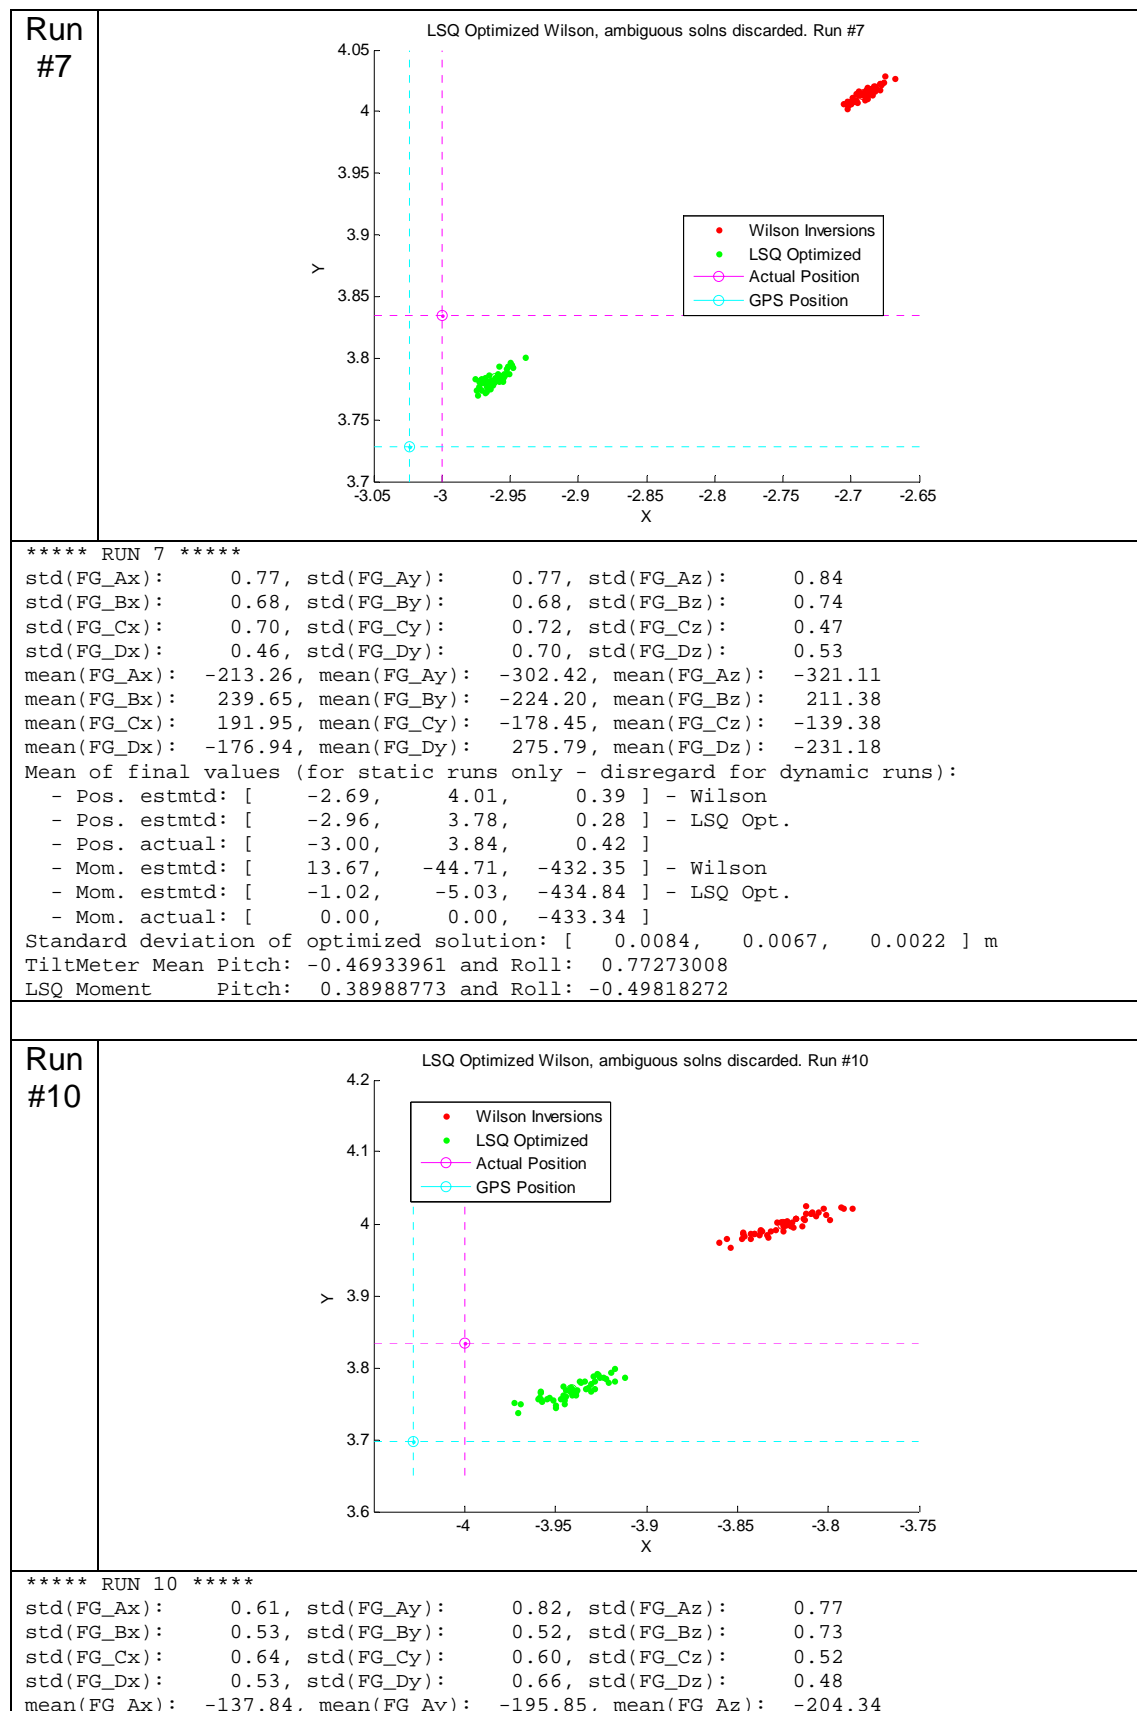 Run
#7
LSQ Optimized Wilson, ambiguous solns discarded. Run #7
4.05
4
3.95
3.9
3.85
3.8
3.75
3.7
Y
Wilson Inversions
LSQ Optimized
Actual Position
GPS Position
-3.05 -3 -2.95 -2.9 -2.85 -2.8 -2.75 -2.7 -2.65
X
***** RUN 7 *****
std(FG_Ax): 0.77, std(FG_Ay): 0.77, std(FG_Az): 0.84
std(FG_Bx): 0.68, std(FG_By): 0.68, std(FG_Bz): 0.74
std(FG_Cx): 0.70, std(FG_Cy): 0.72, std(FG_Cz): 0.47
std(FG_Dx): 0.46, std(FG_Dy): 0.70, std(FG_Dz): 0.53
mean(FG_Ax): -213.26, mean(FG_Ay): -302.42, mean(FG_Az): -321.11
mean(FG_Bx): 239.65, mean(FG_By): -224.20, mean(FG_Bz): 211.38
mean(FG_Cx): 191.95, mean(FG_Cy): -178.45, mean(FG_Cz): -139.38
mean(FG_Dx): -176.94, mean(FG_Dy): 275.79, mean(FG_Dz): -231.18
Mean of final values (for static runs only - disregard for dynamic runs):
- Pos. estmtd: [ -2.69, 4.01, 0.39 ] - Wilson
- Pos. estmtd: [ -2.96, 3.78, 0.28 ] - LSQ Opt.
- Pos. actual: [ -3.00, 3.84, 0.42 ]
- Mom. estmtd: [ 13.67, -44.71, -432.35 ] - Wilson
- Mom. estmtd: [ -1.02, -5.03, -434.84 ] - LSQ Opt.
- Mom. actual: [ 0.00, 0.00, -433.34 ]
Standard deviation of optimized solution: [ 0.0084, 0.0067, 0.0022 ] m
TiltMeter Mean Pitch: -0.46933961 and Roll: 0.77273008
LSQ Moment Pitch: 0.38988773 and Roll: -0.49818272
Run
#10
LSQ Optimized Wilson, ambiguous solns discarded. Run #10
4.2
4.1
4
3.9
3.8
3.7
3.6
Y
Wilson Inversions
LSQ Optimized
Actual Position
GPS Position
-4 -3.95 -3.9 -3.85 -3.8 -3.75
X
***** RUN 10 *****
std(FG_Ax): 0.61, std(FG_Ay): 0.82, std(FG_Az): 0.77
std(FG_Bx): 0.53, std(FG_By): 0.52, std(FG_Bz): 0.73
std(FG_Cx): 0.64, std(FG_Cy): 0.60, std(FG_Cz): 0.52
std(FG_Dx): 0.53, std(FG_Dy): 0.66, std(FG_Dz): 0.48
mean(FG_Ax): -137.84, mean(FG_Ay): -195.85, mean(FG_Az): -204.34